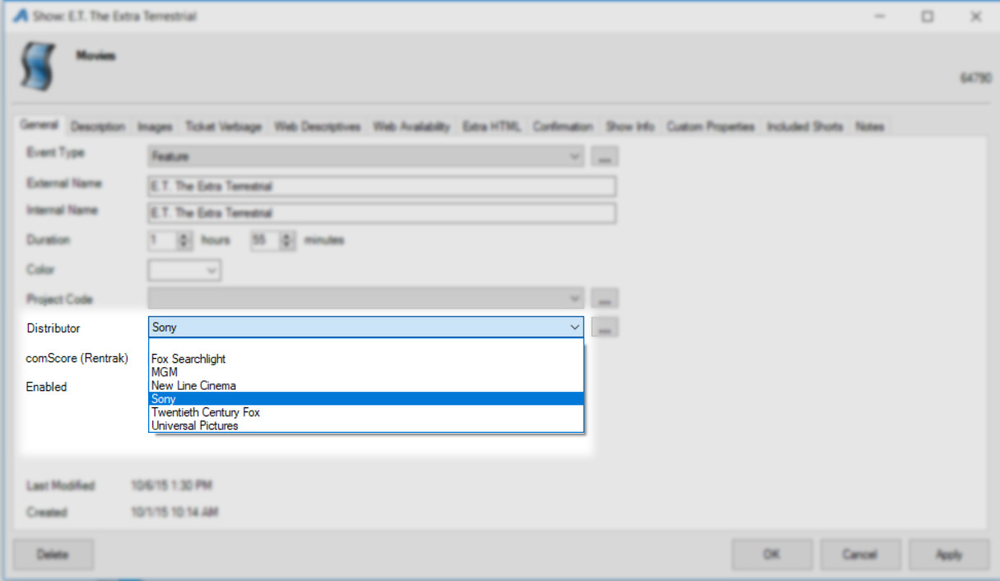 Show: E.T. The Extra Terrestrial
Movies
64790
General Description Images Ticket Verbiage Web Descriptives Web Availability Extra HTML Confirmation Show Info Custom Properties Included Shorts Notes
Event Type Feature ...
External Name E.T. The Extra Terrestrial
Internal Name E.T. The Extra Terrestrial
Duration 1 hours 55 minutes
Color
Project Code ...
Distributor Sony ...
comScore (Rentrak)
Fox Searchlight
MGM
Enabled
New Line Cinema
Sony
Twentieth Century Fox
Universal Pictures
Last Modified 10/6/15 1:30 PM
Created 10/1/15 10:14 AM
Delete OK Cancel Apply